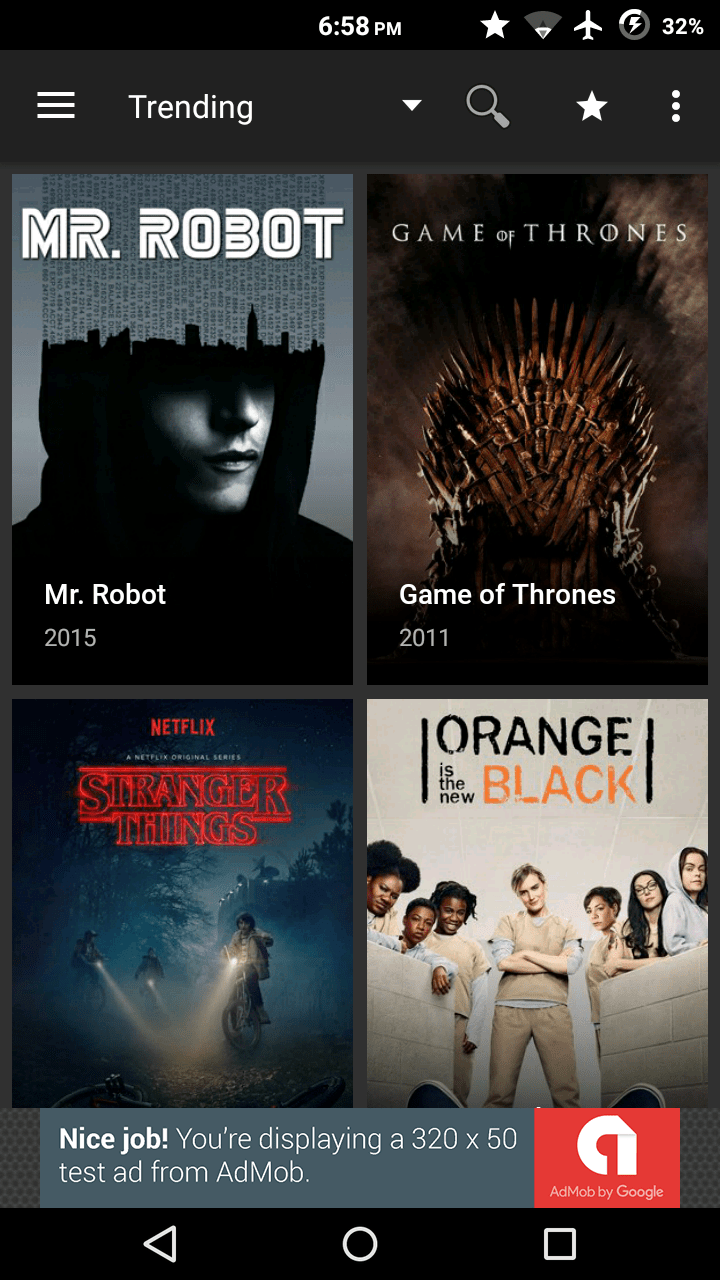 6:58 PM 32%
Trending
MR. ROBOT
Mr. Robot
2015
GAME OF THRONES
Game of Thrones
2011
NETFLIX
A NETFLIX ORIGINAL SERIES
STRANGER
THINGS
ORANGE
is
the
new
BLACK
Nice job! You're displaying a 320 x 50
test ad from AdMob.
AdMob by Google